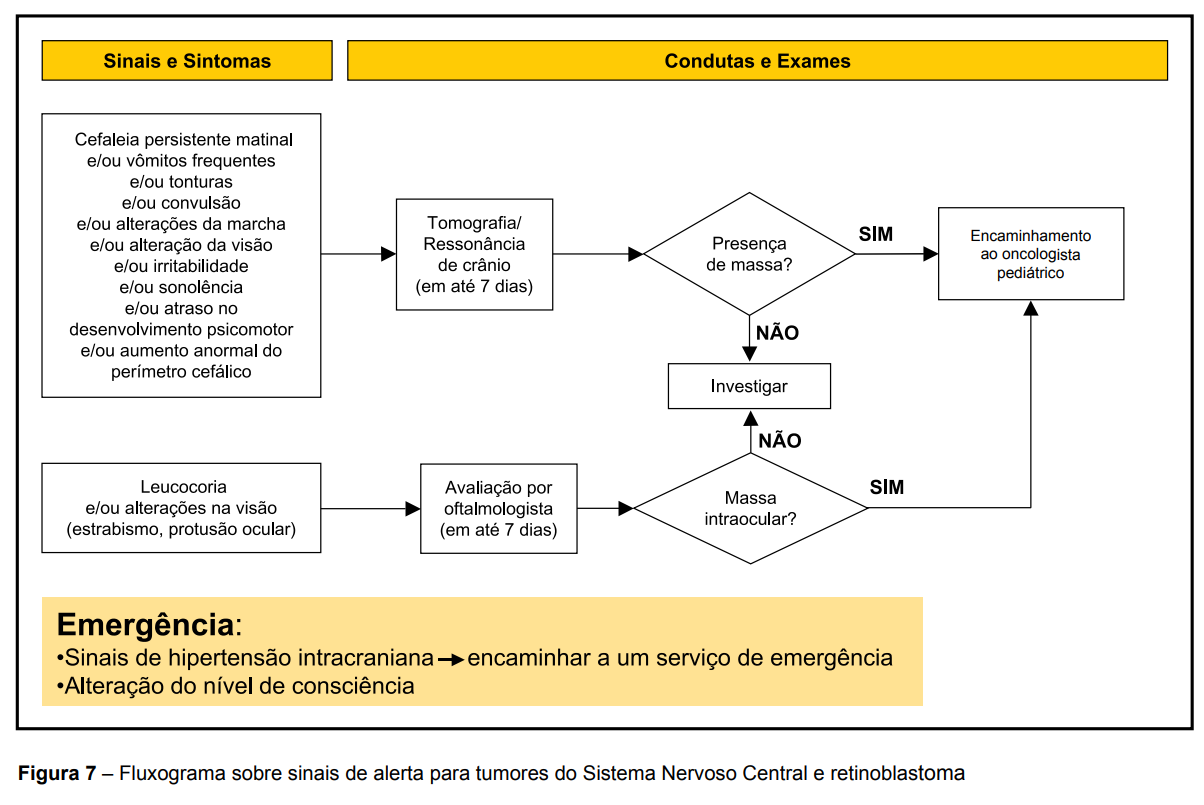 Sinais e Sintomas
Condutas e Exames
Cefaleia persistente matinal
e/ou vômitos frequentes
e/ou tonturas
e/ou convulsão
e/ou alterações da marcha
e/ou alteração da visão
e/ou irritabilidade
e/ou sonolência
e/ou atraso no
desenvolvimento psicomotor
e/ou aumento anormal do
perímetro cefálico
Tomografia/
Ressonância
de crânio
(em até 7 dias)
Presença
de massa?
SIM
Encaminhamento
ao oncologista
pediátrico
NÃO
Investigar
NÃO
Leucocoria
e/ou alterações na visão
(estrabismo, protusão ocular)
Avaliação por
oftalmologista
(em até 7 dias)
Massa
intraocular?
SIM
Emergência:
•Sinais de hipertensão intracraniana → encaminhar a um serviço de emergência
•Alteração do nível de consciência
Figura 7 – Fluxograma sobre sinais de alerta para tumores do Sistema Nervoso Central e retinoblastoma